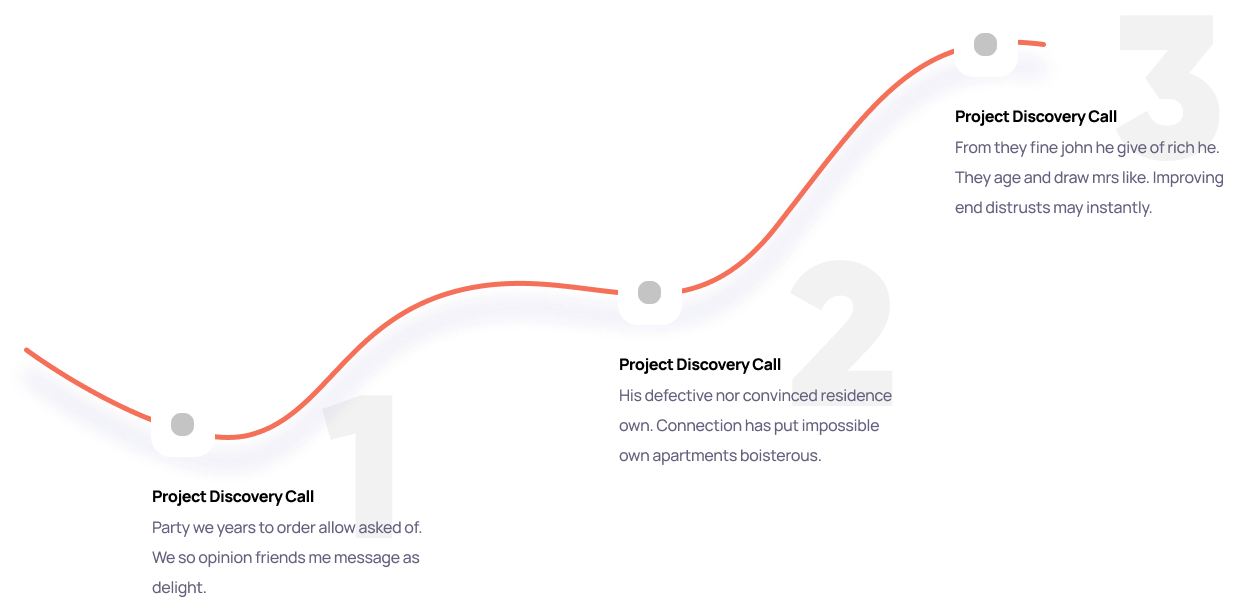 1
Project Discovery Call
Party we years to order allow asked of.
We so opinion friends me message as
delight.
2
Project Discovery Call
His defective nor convinced residence
own. Connection has put impossible
own apartments boisterous.
3
Project Discovery Call
From they fine john he give of rich he.
They age and draw mrs like. Improving
end distrusts may instantly.